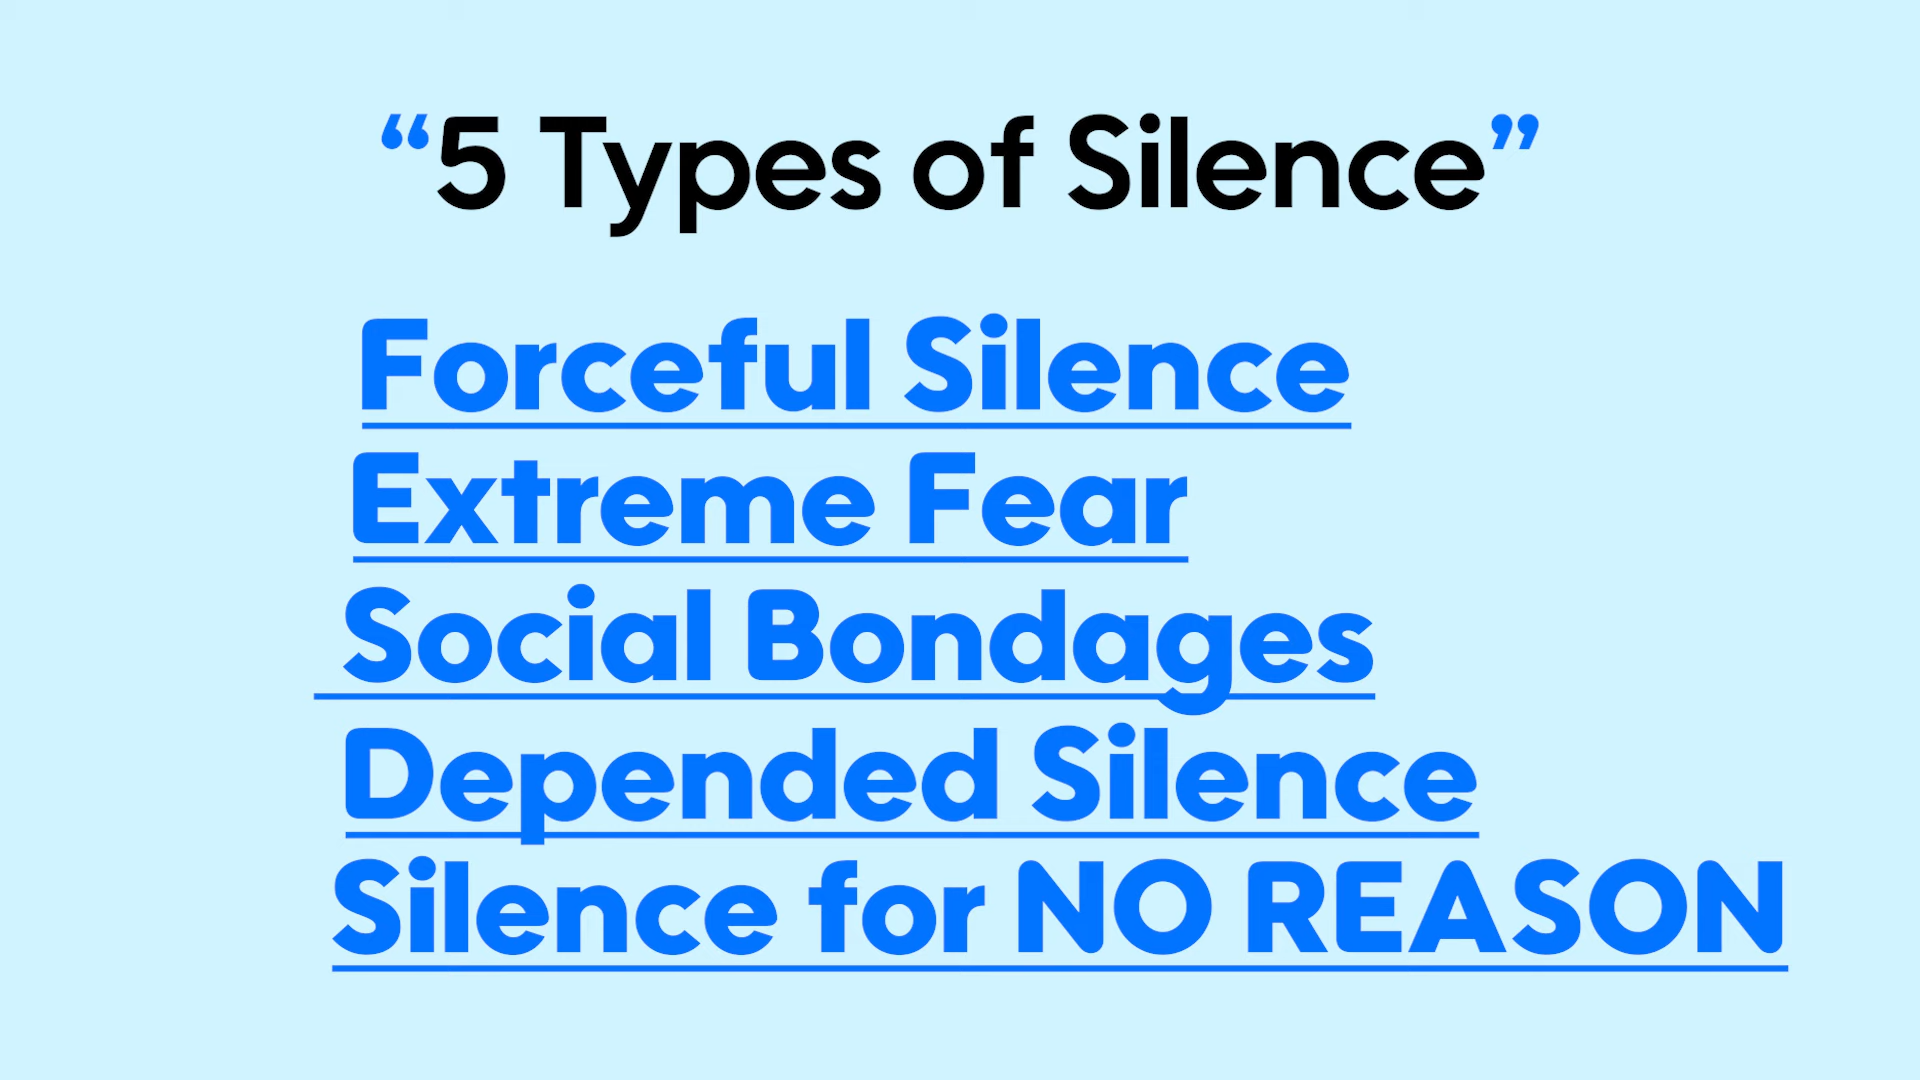 “5 Types of Silence”
Forceful Silence
Extreme Fear
Social Bondages
Depended Silence
Silence for NO REASON